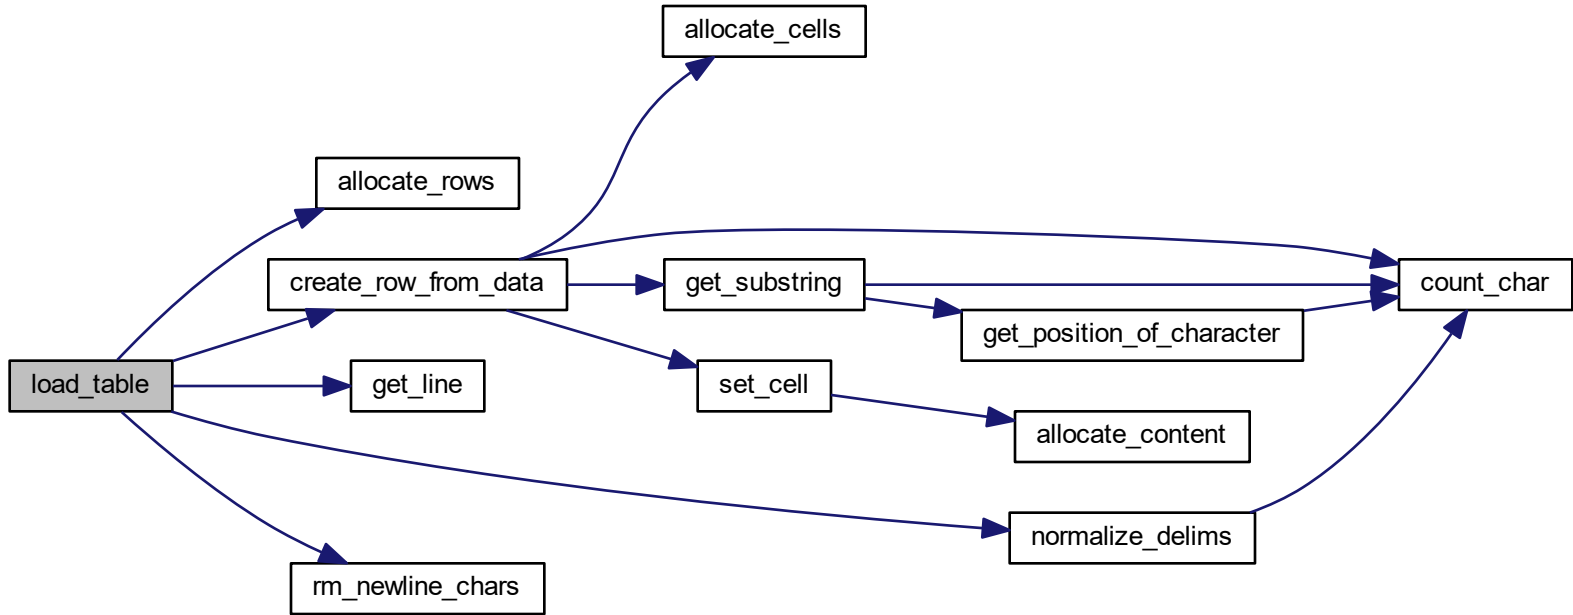 allocate_cells
allocate_rows
create_row_from_data
get_substring
count_char
get_position_of_character
load_table
get_line
set_cell
allocate_content
normalize_delims
rm_newline_chars